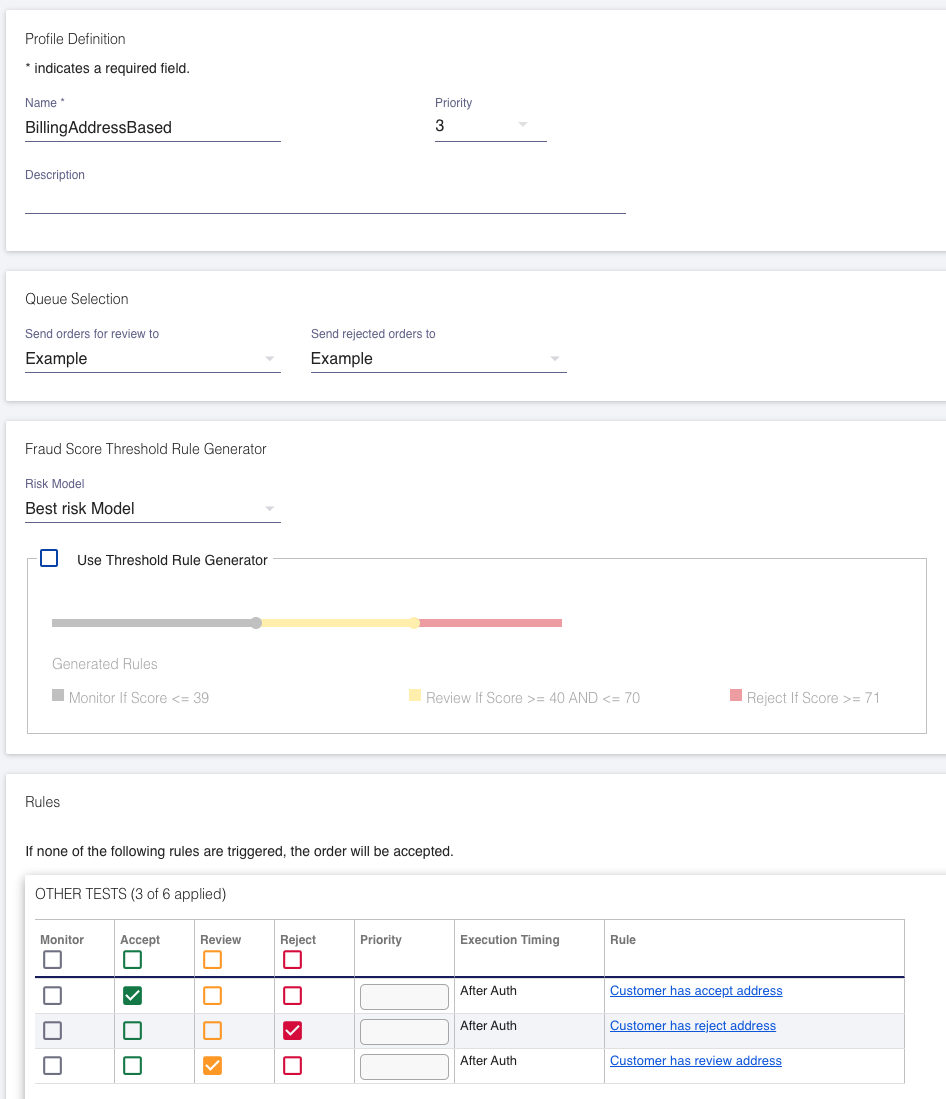 Profile Definition
* indicates a required field.
Name * Priority
BillingAddressBased 3
Description
Queue Selection
Send orders for review to Send rejected orders to
Example Example
Fraud Score Threshold Rule Generator
Risk Model
Best risk Model
Use Threshold Rule Generator
Generated Rules
Monitor If Score <= 39 Review If Score >= 40 AND <= 70 Reject If Score >= 71
Rules
If none of the following rules are triggered, the order will be accepted.
OTHER TESTS (3 of 6 applied)
Monitor Accept Review Reject Priority Execution Timing Rule
After Auth Customer has accept address
After Auth Customer has reject address
After Auth Customer has review address